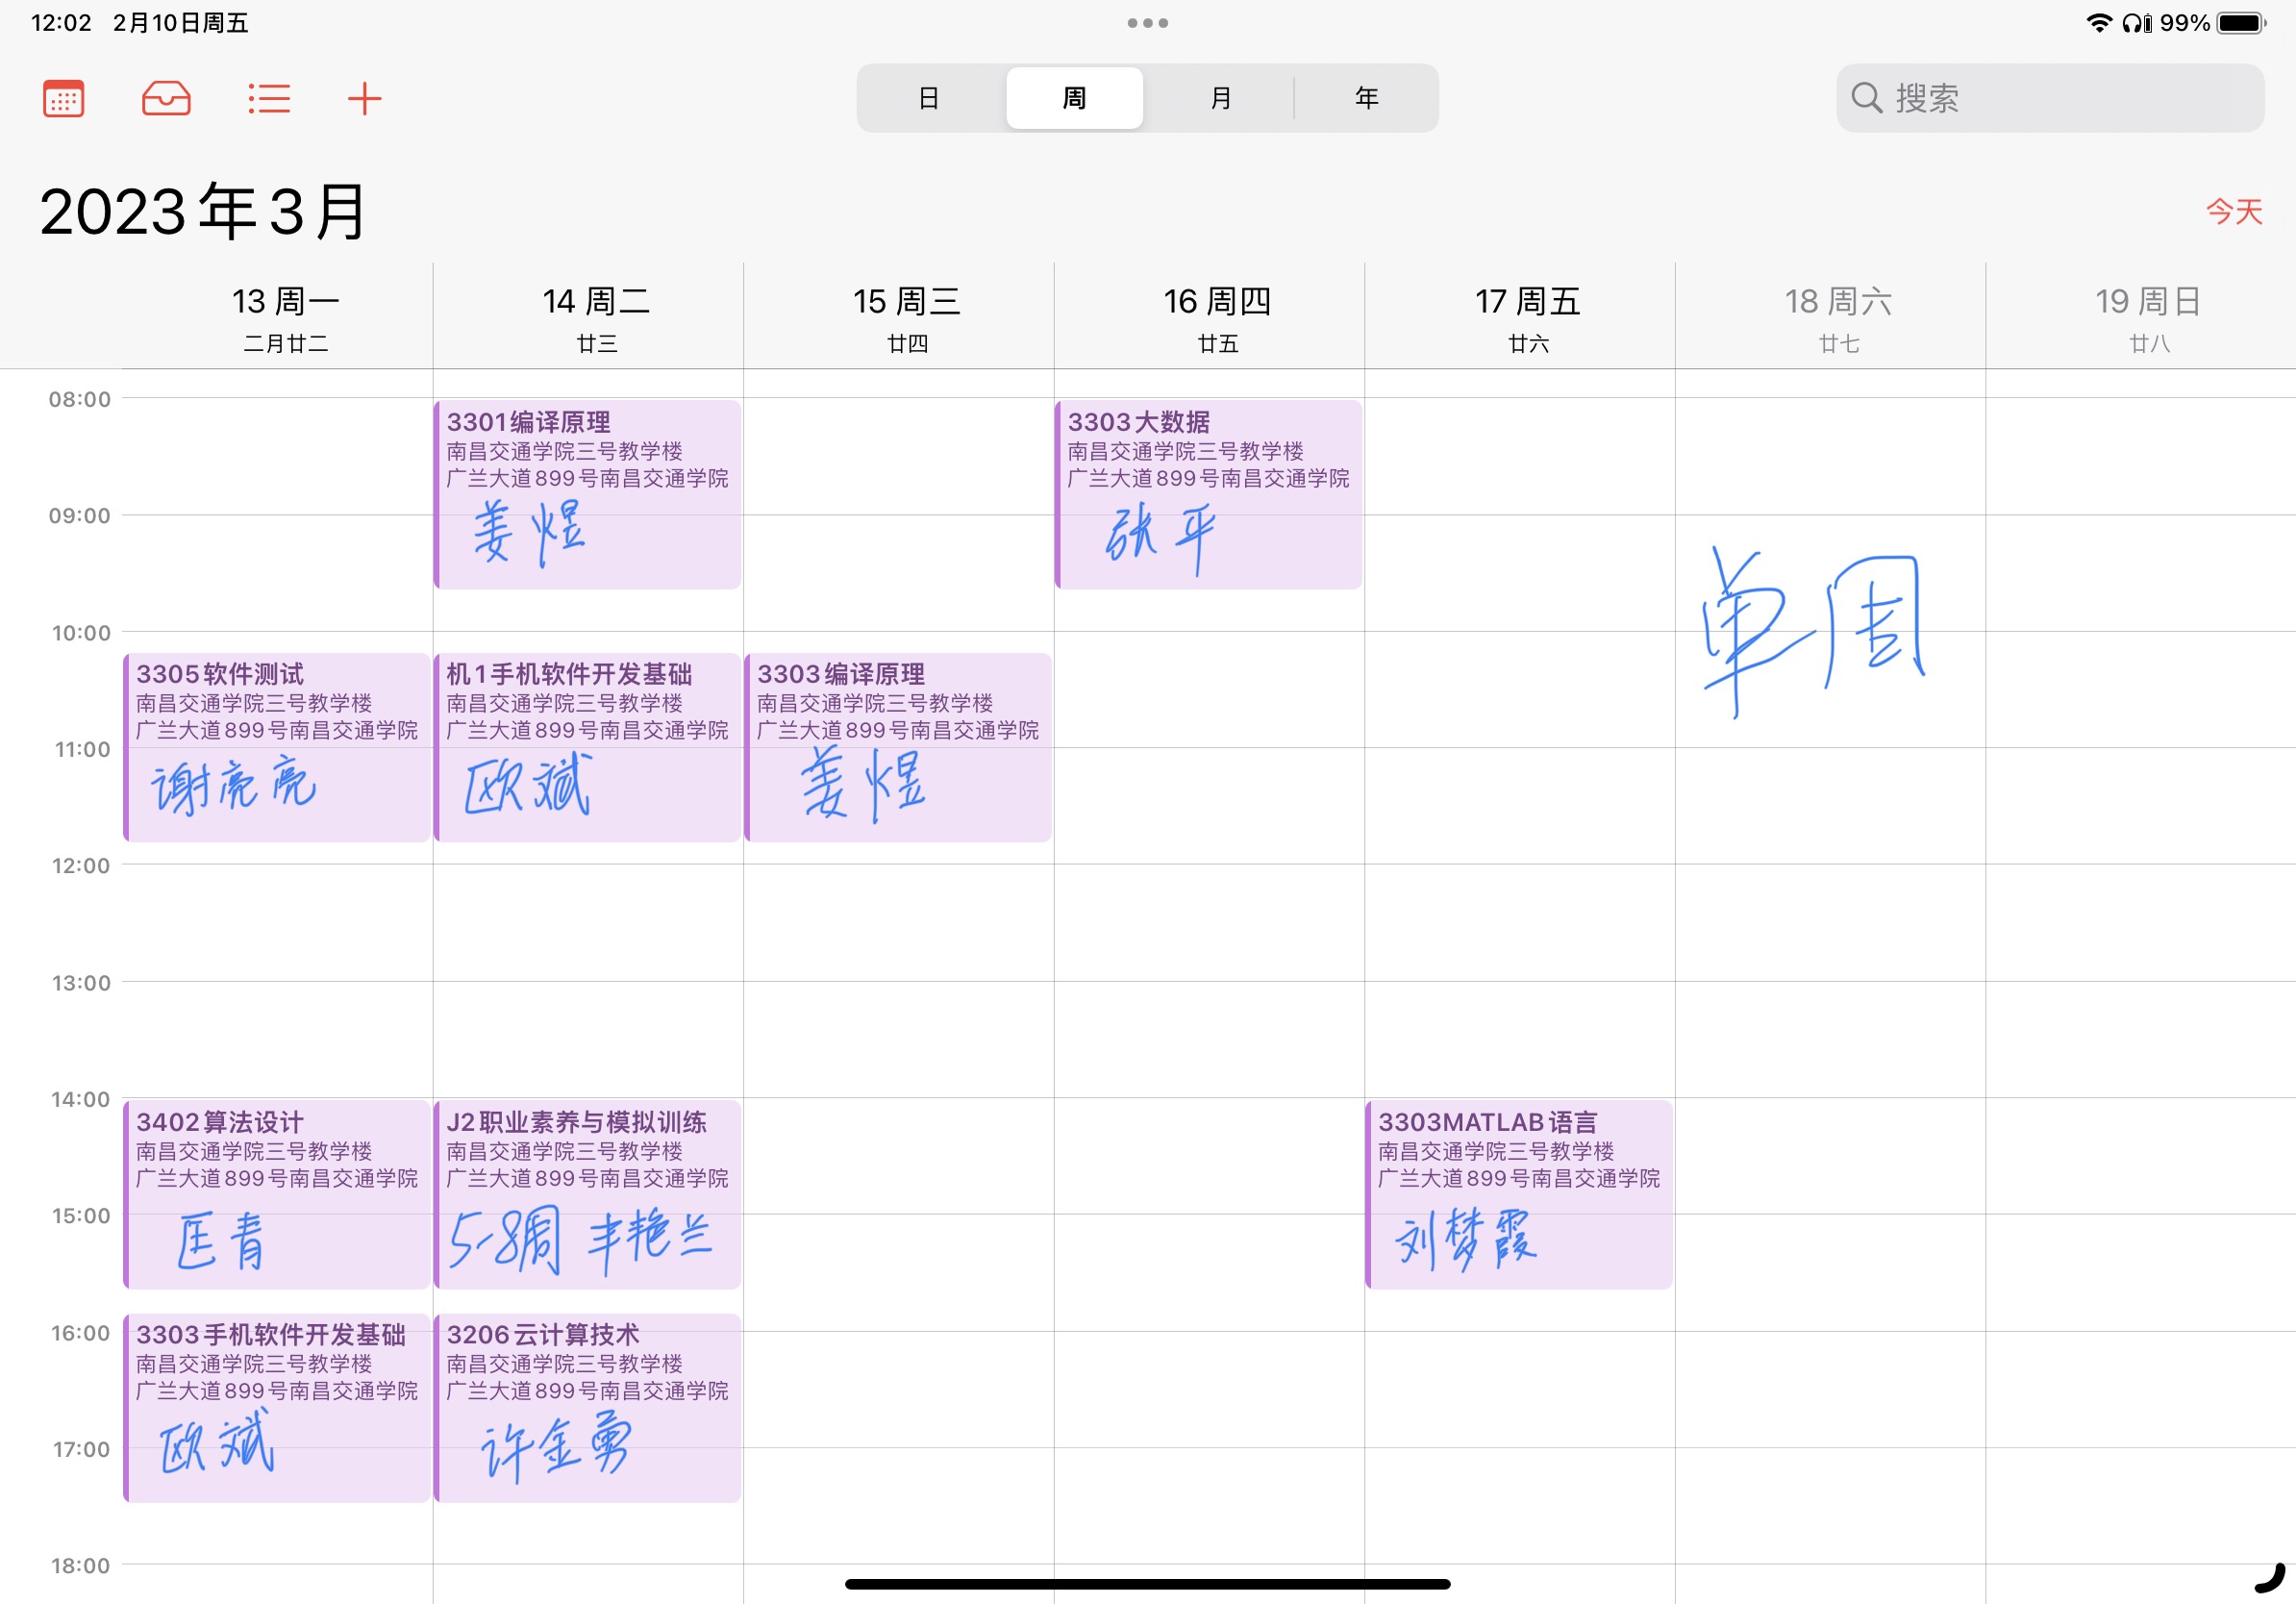 12:02 2月10日周五
99%
日 周 月 年
搜索
2023年3月
今天
13 周一 14 周二 15 周三 16 周四 17 周五 18 周六 19 周日
二月廿二 廿三 廿四 廿五 廿六 廿七 廿八
08:00
3301编译原理
南昌交通学院三号教学楼
广兰大道899号南昌交通学院
姜煜
3303大数据
南昌交通学院三号教学楼
广兰大道899号南昌交通学院
张平
09:00
单周
10:00
3305软件测试
南昌交通学院三号教学楼
广兰大道899号南昌交通学院
谢亮亮
机1手机软件开发基础
南昌交通学院三号教学楼
广兰大道899号南昌交通学院
欧斌
3303编译原理
南昌交通学院三号教学楼
广兰大道899号南昌交通学院
姜煜
11:00
12:00
13:00
14:00
3402算法设计
南昌交通学院三号教学楼
广兰大道899号南昌交通学院
匡青
J2职业素养与模拟训练
南昌交通学院三号教学楼
广兰大道899号南昌交通学院
5-8周 丰艳兰
3303MATLAB语言
南昌交通学院三号教学楼
广兰大道899号南昌交通学院
刘梦霞
15:00
16:00
3303手机软件开发基础
南昌交通学院三号教学楼
广兰大道899号南昌交通学院
欧斌
3206云计算技术
南昌交通学院三号教学楼
广兰大道899号南昌交通学院
许金勇
17:00
18:00